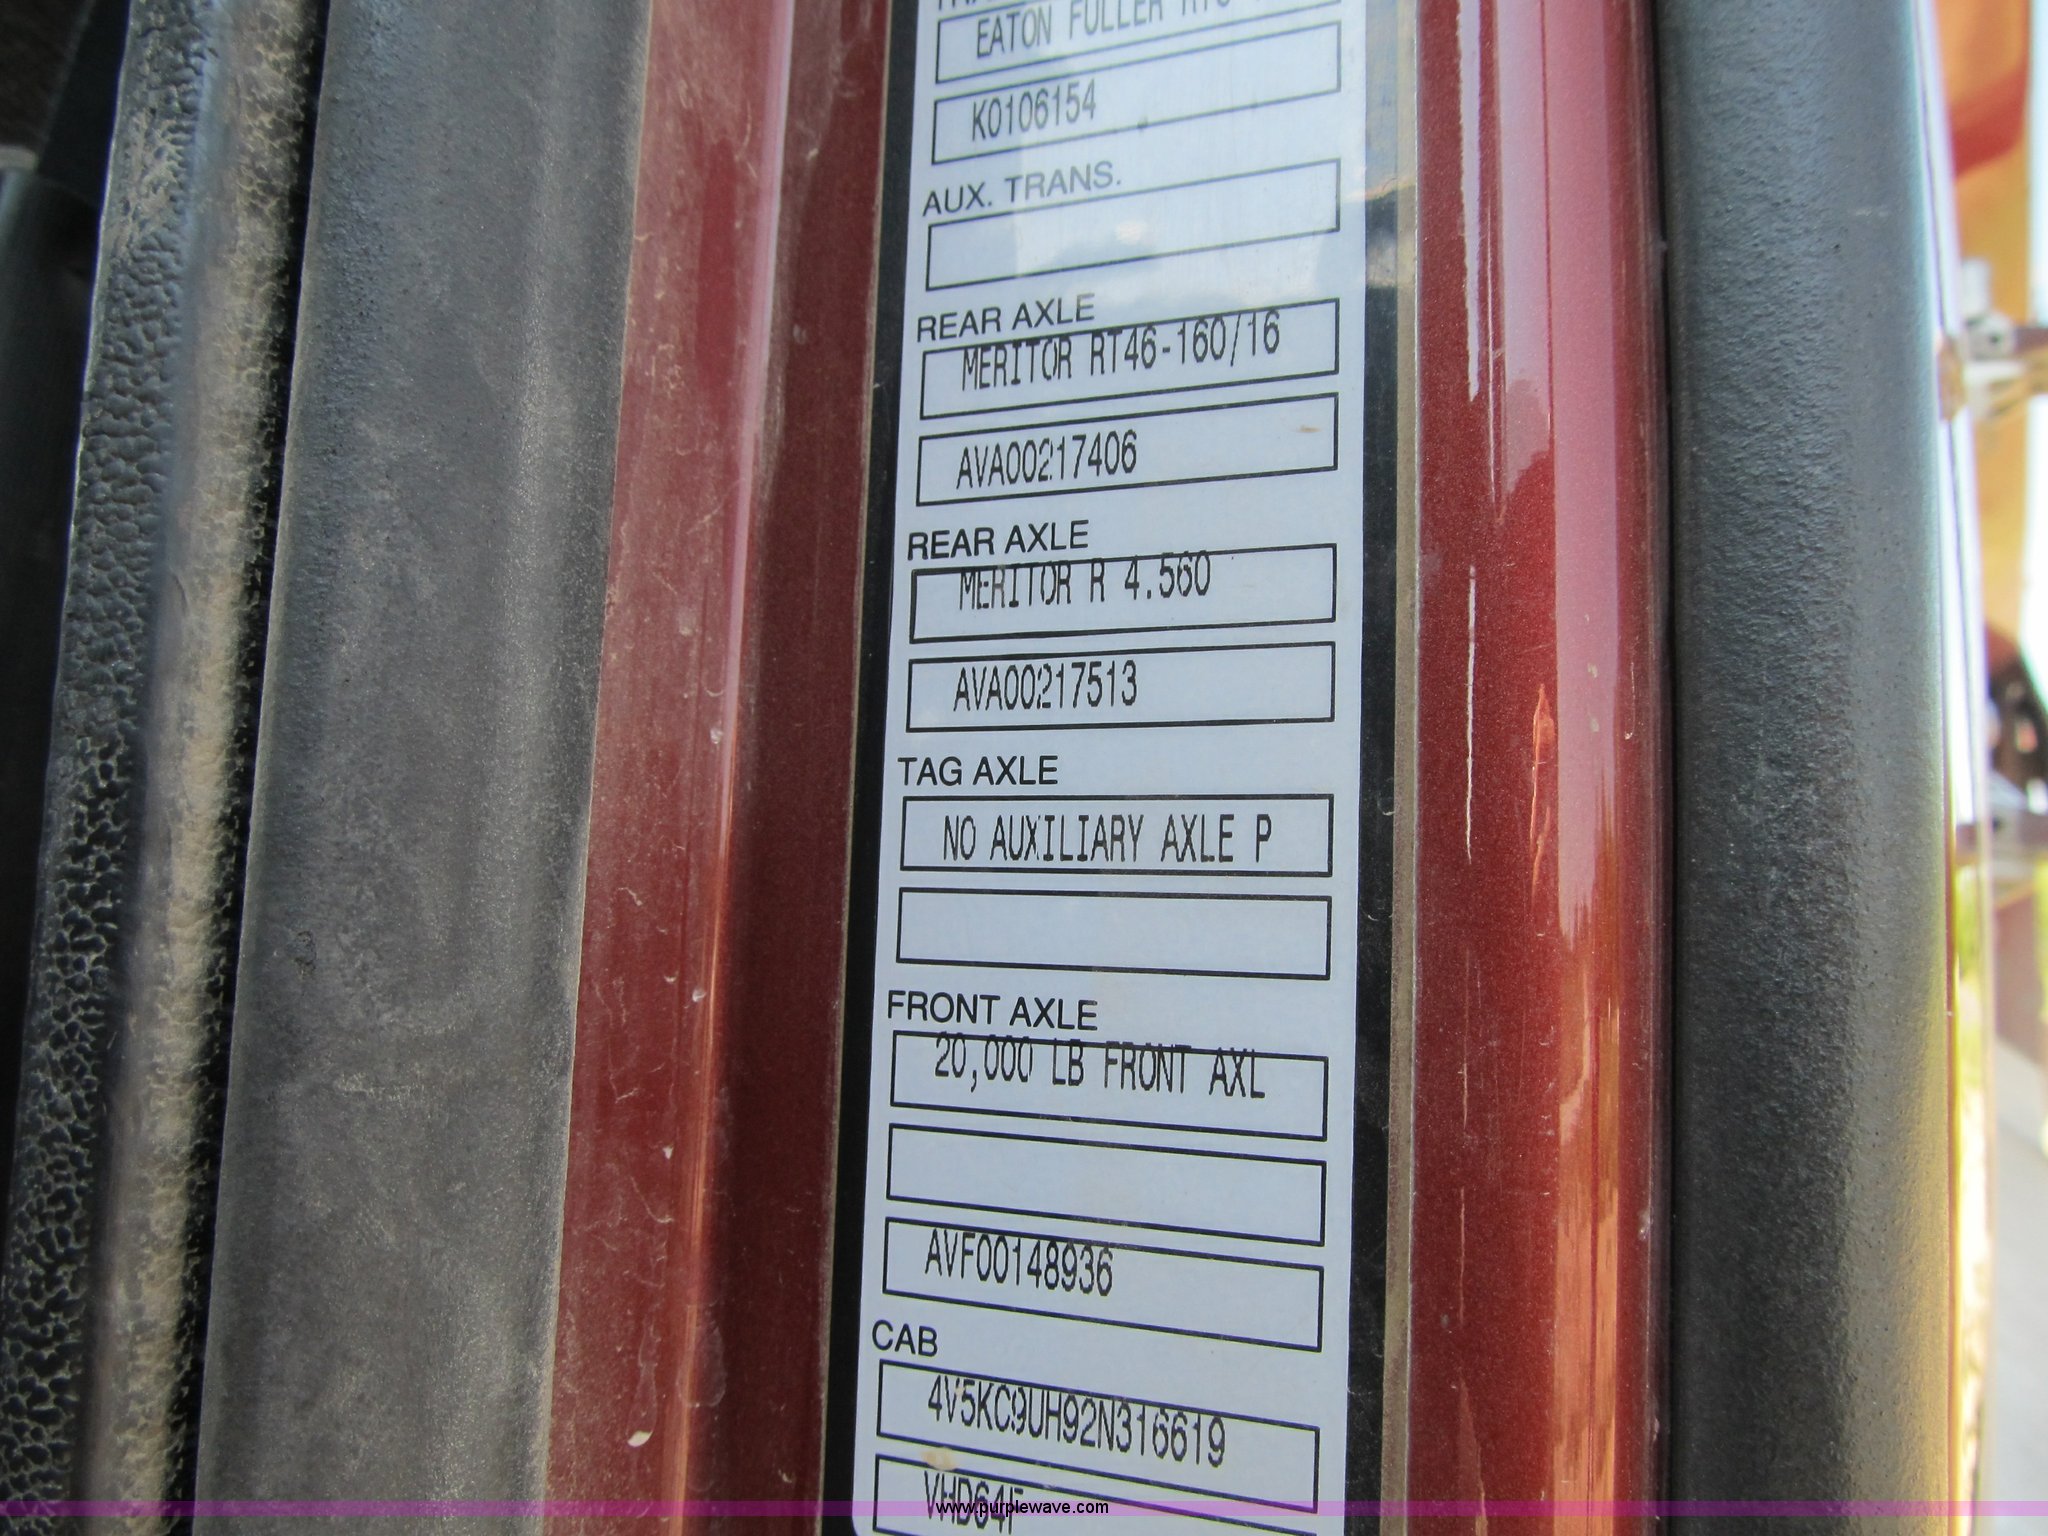 EATON FULLER
K0106154
AUX. TRANS.
REAR AXLE
MERITOR RT46-160/16
AVA00217406
REAR AXLE
MERITOR R 4.560
AVA00217513
TAG AXLE
NO AUXILIARY AXLE P
FRONT AXLE
20,000 LB FRONT AXL
AVF00148936
CAB
4V5KC9UH92N316619
VHD64F
www.purplewave.com